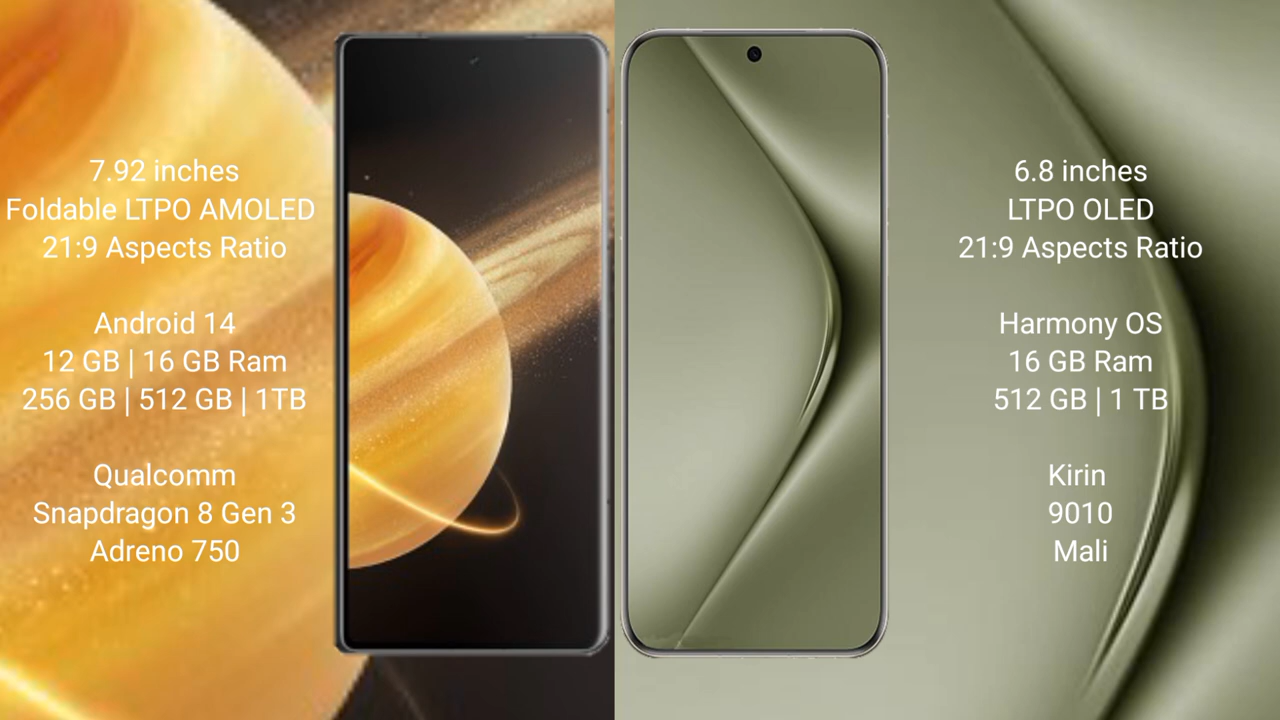 7.92 inches
Foldable LTPO AMOLED
21:9 Aspects Ratio
Android 14
12 GB | 16 GB Ram
256 GB | 512 GB | 1TB
Qualcomm
Snapdragon 8 Gen 3
Adreno 750
6.8 inches
LTPO OLED
21:9 Aspects Ratio
Harmony OS
16 GB Ram
512 GB | 1 TB
Kirin
9010
Mali